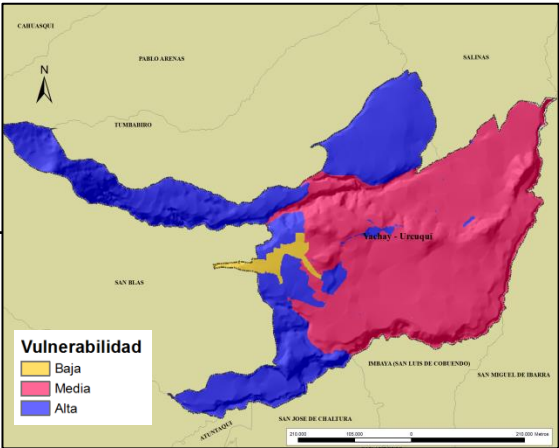 CAHUASQUI
PABLO ARENAS
SALINAS
N
TUMBABIRO
Yachay - Urcuquí
SAN BLAS
Vulnerabilidad
Baja
Media
Alta
IMBAYA (SAN LUIS DE COBUENDO)
SAN MIGUEL DE IBARRA
ATUNTAQUI
SAN JOSE DE CHALTURA
210.000 105.000 0 210.000 Metros